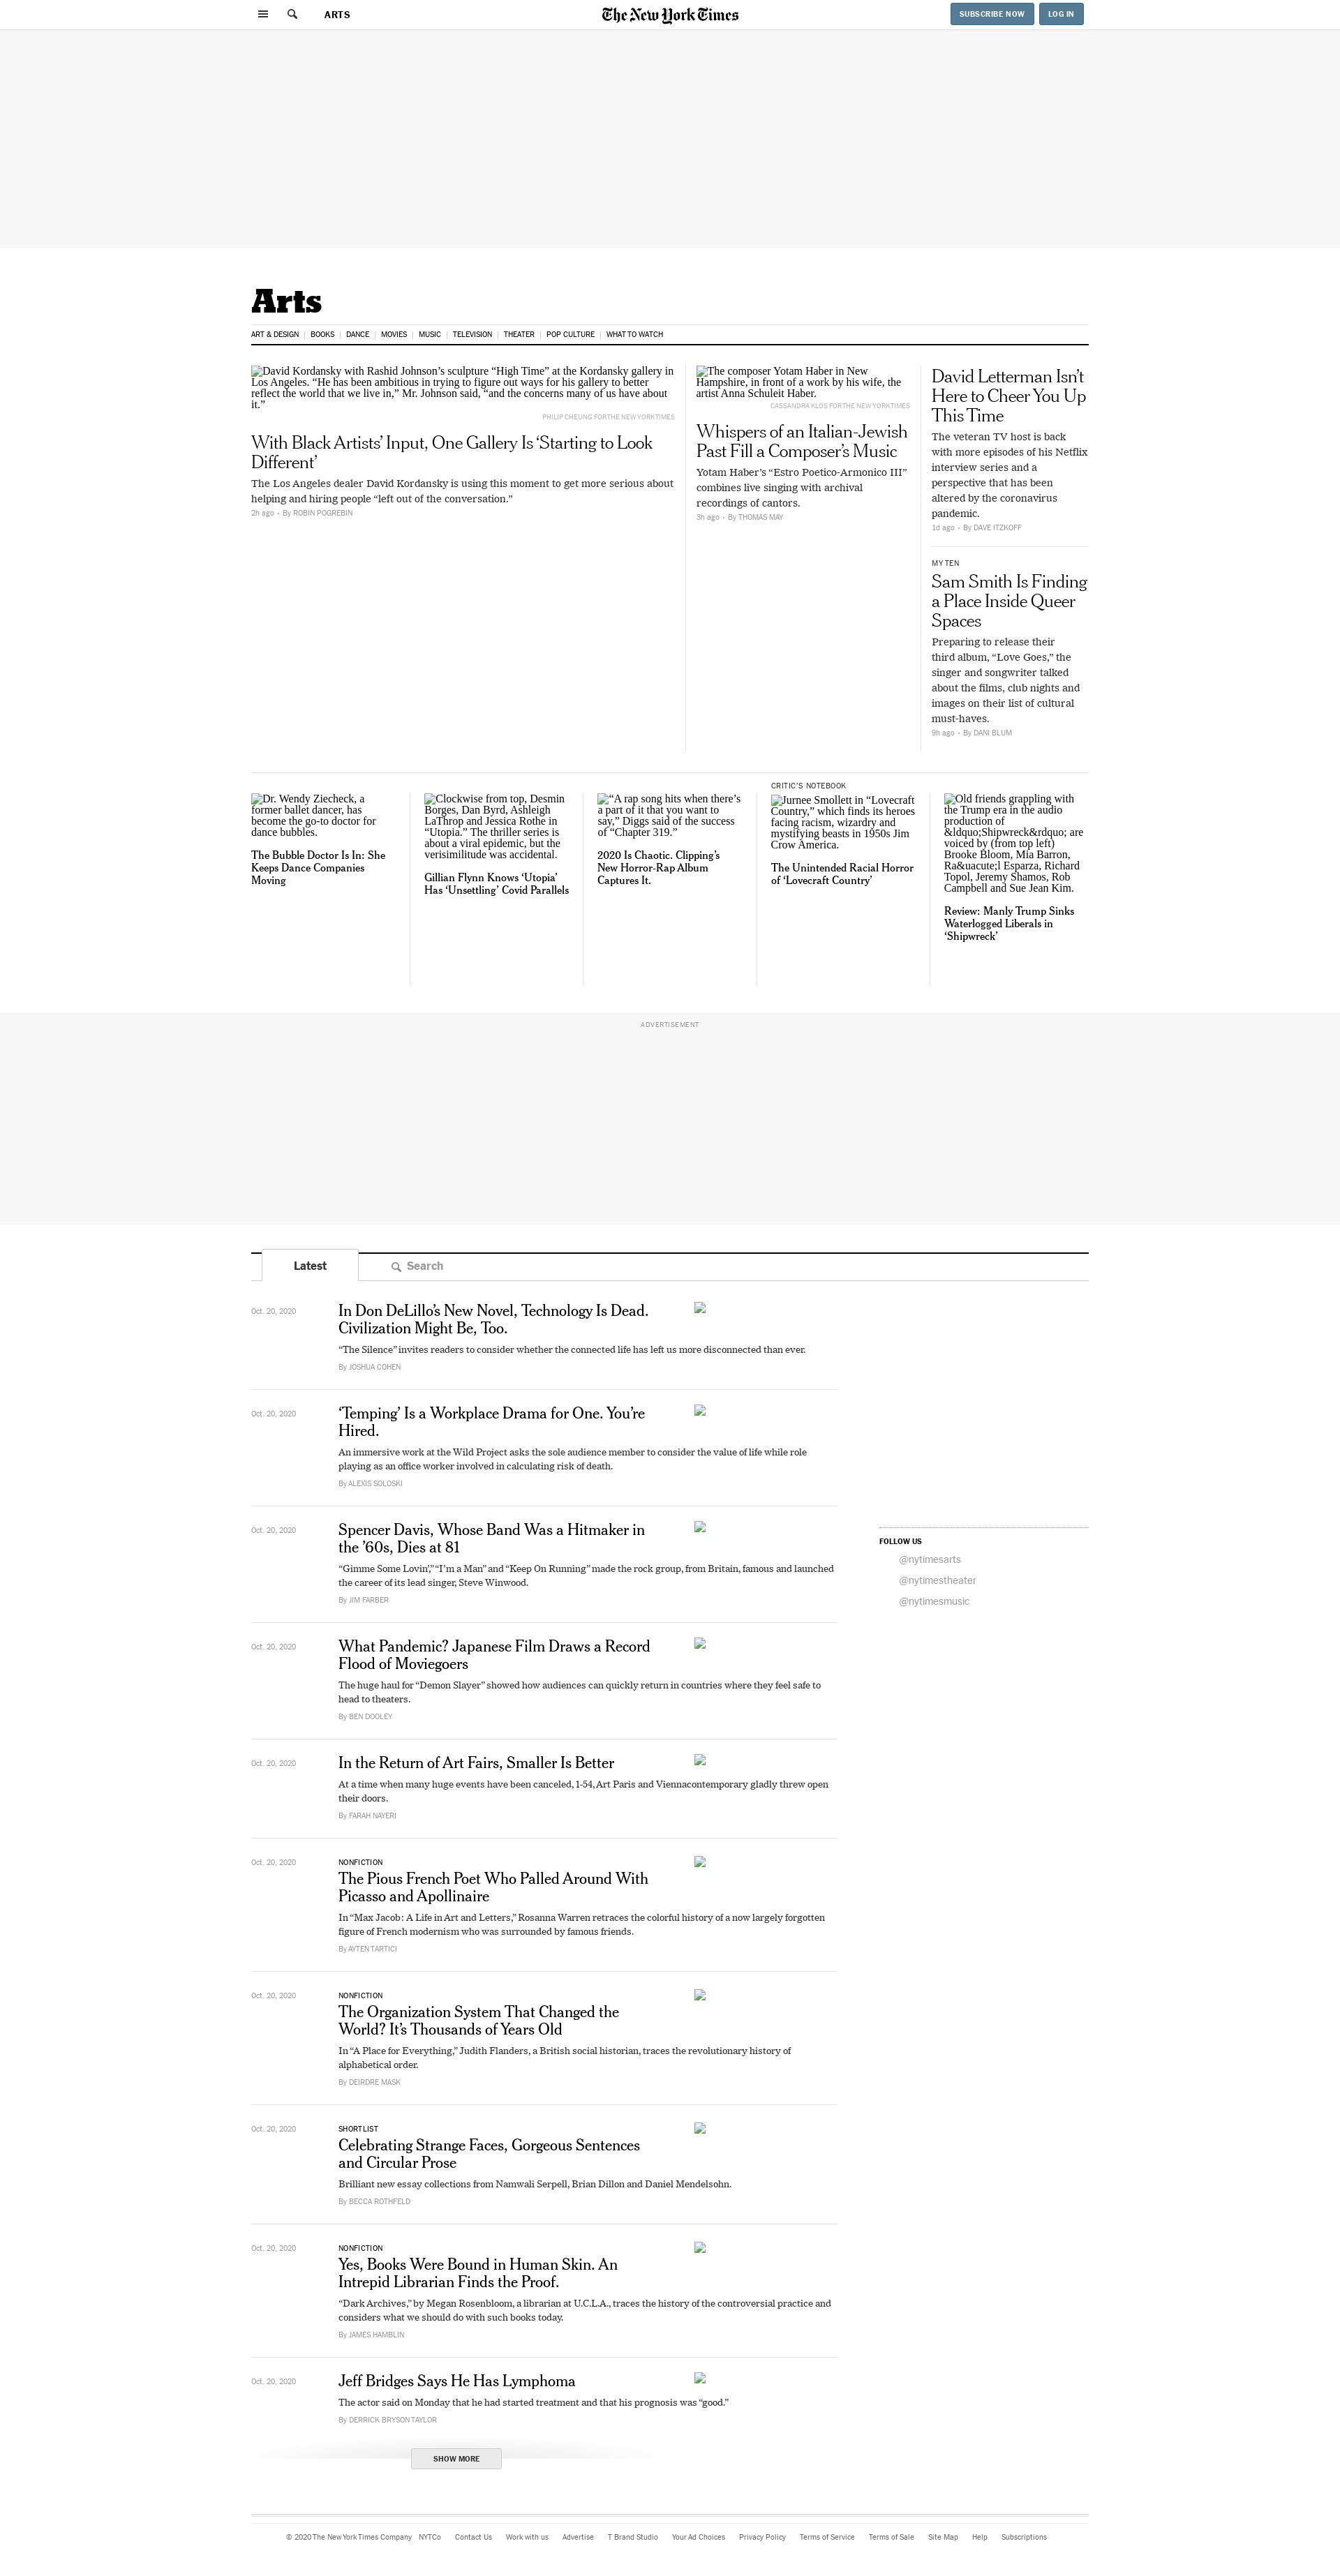 ARTS
The New York Times
SUBSCRIBE NOW
LOG IN
Arts
ART & DESIGN
BOOKS
DANCE
MOVIES
MUSIC
TELEVISION
THEATER
POP CULTURE
WHAT TO WATCH
David Kordansky with Rashid Johnson’s sculpture “High Time” at the Kordansky gallery in
Los Angeles. “He has been ambitious in trying to figure out ways for his gallery to better
reflect the world that we live in,” Mr. Johnson said, “and the concerns many of us have about
it.”
PHILIP CHEUNG FOR THE NEW YORK TIMES
With Black Artists’ Input, One Gallery Is ‘Starting to Look
Different’
The Los Angeles dealer David Kordansky is using this moment to get more serious about
helping and hiring people “left out of the conversation.”
2h ago • By ROBIN POGREBIN
The composer Yotam Haber in New
Hampshire, in front of a work by his wife, the
artist Anna Schuleit Haber.
CASSANDRA KLOS FOR THE NEW YORK TIMES
Whispers of an Italian-Jewish
Past Fill a Composer’s Music
Yotam Haber’s “Estro Poetico-Armonico III”
combines live singing with archival
recordings of cantors.
3h ago • By THOMAS MAY
David Letterman Isn’t
Here to Cheer You Up
This Time
The veteran TV host is back
with more episodes of his Netflix
interview series and a
perspective that has been
altered by the coronavirus
pandemic.
1d ago • By DAVE ITZKOFF
MY TEN
Sam Smith Is Finding
a Place Inside Queer
Spaces
Preparing to release their
third album, “Love Goes,” the
singer and songwriter talked
about the films, club nights and
images on their list of cultural
must-haves.
9h ago • By DANI BLUM
Dr. Wendy Ziecheck, a
former ballet dancer, has
become the go-to doctor for
dance bubbles.
The Bubble Doctor Is In: She
Keeps Dance Companies
Moving
Clockwise from top, Desmin
Borges, Dan Byrd, Ashleigh
LaThrop and Jessica Rothe in
“Utopia.” The thriller series is
about a viral epidemic, but the
verisimilitude was accidental.
Gillian Flynn Knows ‘Utopia’
Has ‘Unsettling’ Covid Parallels
“A rap song hits when there’s
a part of it that you want to
say,” Diggs said of the success
of “Chapter 319.”
2020 Is Chaotic. Clipping’s
New Horror-Rap Album
Captures It.
CRITIC’S NOTEBOOK
Jurnee Smollett in “Lovecraft
Country,” which finds its heroes
facing racism, wizardry and
mystifying beasts in 1950s Jim
Crow America.
The Unintended Racial Horror
of ‘Lovecraft Country’
Old friends grappling with
the Trump era in the audio
production of
&ldquo;Shipwreck&rdquo; are
voiced by (from top left)
Brooke Bloom, Mia Barron,
Ra&uacute;l Esparza, Richard
Topol, Jeremy Shamos, Rob
Campbell and Sue Jean Kim.
Review: Manly Trump Sinks
Waterlogged Liberals in
‘Shipwreck’
ADVERTISEMENT
Latest
Search
Oct. 20, 2020
In Don DeLillo’s New Novel, Technology Is Dead.
Civilization Might Be, Too.
“The Silence” invites readers to consider whether the connected life has left us more disconnected than ever.
By JOSHUA COHEN
Oct. 20, 2020
‘Temping’ Is a Workplace Drama for One. You’re
Hired.
An immersive work at the Wild Project asks the sole audience member to consider the value of life while role
playing as an office worker involved in calculating risk of death.
By ALEXIS SOLOSKI
Oct. 20, 2020
Spencer Davis, Whose Band Was a Hitmaker in
the ’60s, Dies at 81
“Gimme Some Lovin’,” “I’m a Man” and “Keep On Running” made the rock group, from Britain, famous and launched
the career of its lead singer, Steve Winwood.
By JIM FARBER
FOLLOW US
@nytimesarts
@nytimestheater
@nytimesmusic
Oct. 20, 2020
What Pandemic? Japanese Film Draws a Record
Flood of Moviegoers
The huge haul for “Demon Slayer” showed how audiences can quickly return in countries where they feel safe to
head to theaters.
By BEN DOOLEY
Oct. 20, 2020
In the Return of Art Fairs, Smaller Is Better
At a time when many huge events have been canceled, 1-54, Art Paris and Viennacontemporary gladly threw open
their doors.
By FARAH NAYERI
Oct. 20, 2020
NONFICTION
The Pious French Poet Who Palled Around With
Picasso and Apollinaire
In “Max Jacob: A Life in Art and Letters,” Rosanna Warren retraces the colorful history of a now largely forgotten
figure of French modernism who was surrounded by famous friends.
By AYTEN TARTICI
Oct. 20, 2020
NONFICTION
The Organization System That Changed the
World? It’s Thousands of Years Old
In “A Place for Everything,” Judith Flanders, a British social historian, traces the revolutionary history of
alphabetical order.
By DEIRDRE MASK
Oct. 20, 2020
SHORTLIST
Celebrating Strange Faces, Gorgeous Sentences
and Circular Prose
Brilliant new essay collections from Namwali Serpell, Brian Dillon and Daniel Mendelsohn.
By BECCA ROTHFELD
Oct. 20, 2020
NONFICTION
Yes, Books Were Bound in Human Skin. An
Intrepid Librarian Finds the Proof.
“Dark Archives,” by Megan Rosenbloom, a librarian at U.C.L.A., traces the history of the controversial practice and
considers what we should do with such books today.
By JAMES HAMBLIN
Oct. 20, 2020
Jeff Bridges Says He Has Lymphoma
The actor said on Monday that he had started treatment and that his prognosis was “good.”
By DERRICK BRYSON TAYLOR
SHOW MORE
© 2020 The New York Times Company NYTCo Contact Us Work with us Advertise T Brand Studio Your Ad Choices Privacy Policy Terms of Service Terms of Sale Site Map Help Subscriptions